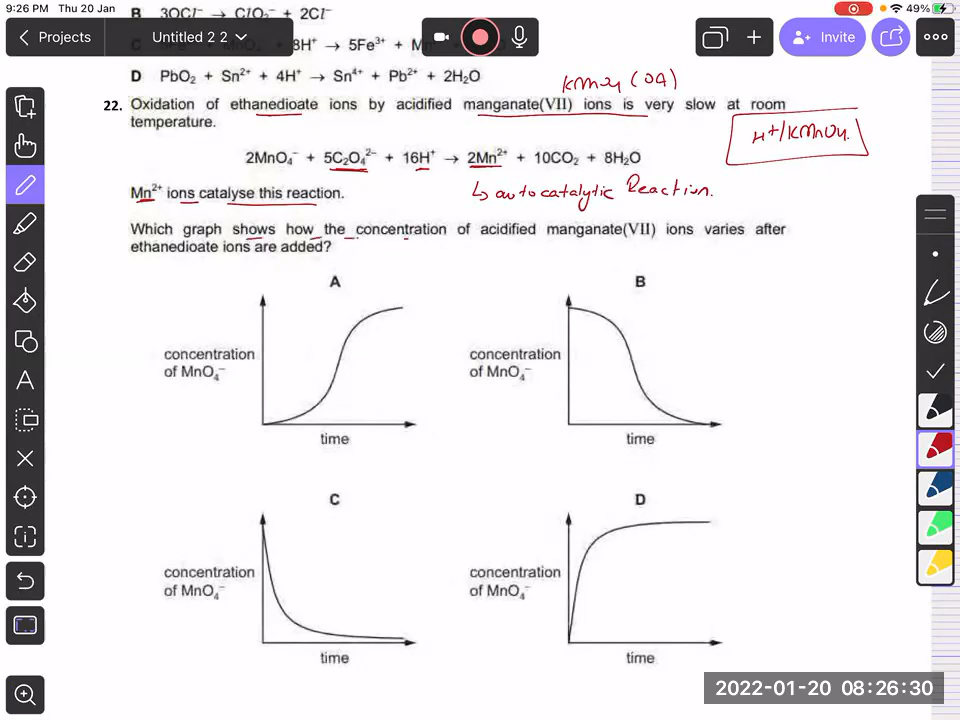 9:26 PM Thu 20 Jan
49%
Projects
Untitled 2 2
Invite
B 3OCl⁻ → ClO₃⁻ + 2Cl⁻
8H⁺ → 5Fe³⁺ +
D PbO₂ + Sn²⁺ + 4H⁺ → Sn⁴⁺ + Pb²⁺ + 2H₂O
KMnO₄ (OA)
22. Oxidation of ethanedioate ions by acidified manganate(VII) ions is very slow at room
temperature.
H⁺/KMnO₄
2MnO₄⁻ + 5C₂O₄²⁻ + 16H⁺ → 2Mn²⁺ + 10CO₂ + 8H₂O
Mn²⁺ ions catalyse this reaction.
↳ autocatalytic Reaction.
Which graph shows how the concentration of acidified manganate(VII) ions varies after
ethanedioate ions are added?
A
concentration
of MnO₄⁻
time
B
concentration
of MnO₄⁻
time
C
concentration
of MnO₄⁻
time
D
concentration
of MnO₄⁻
time
2022-01-20 08:26:30